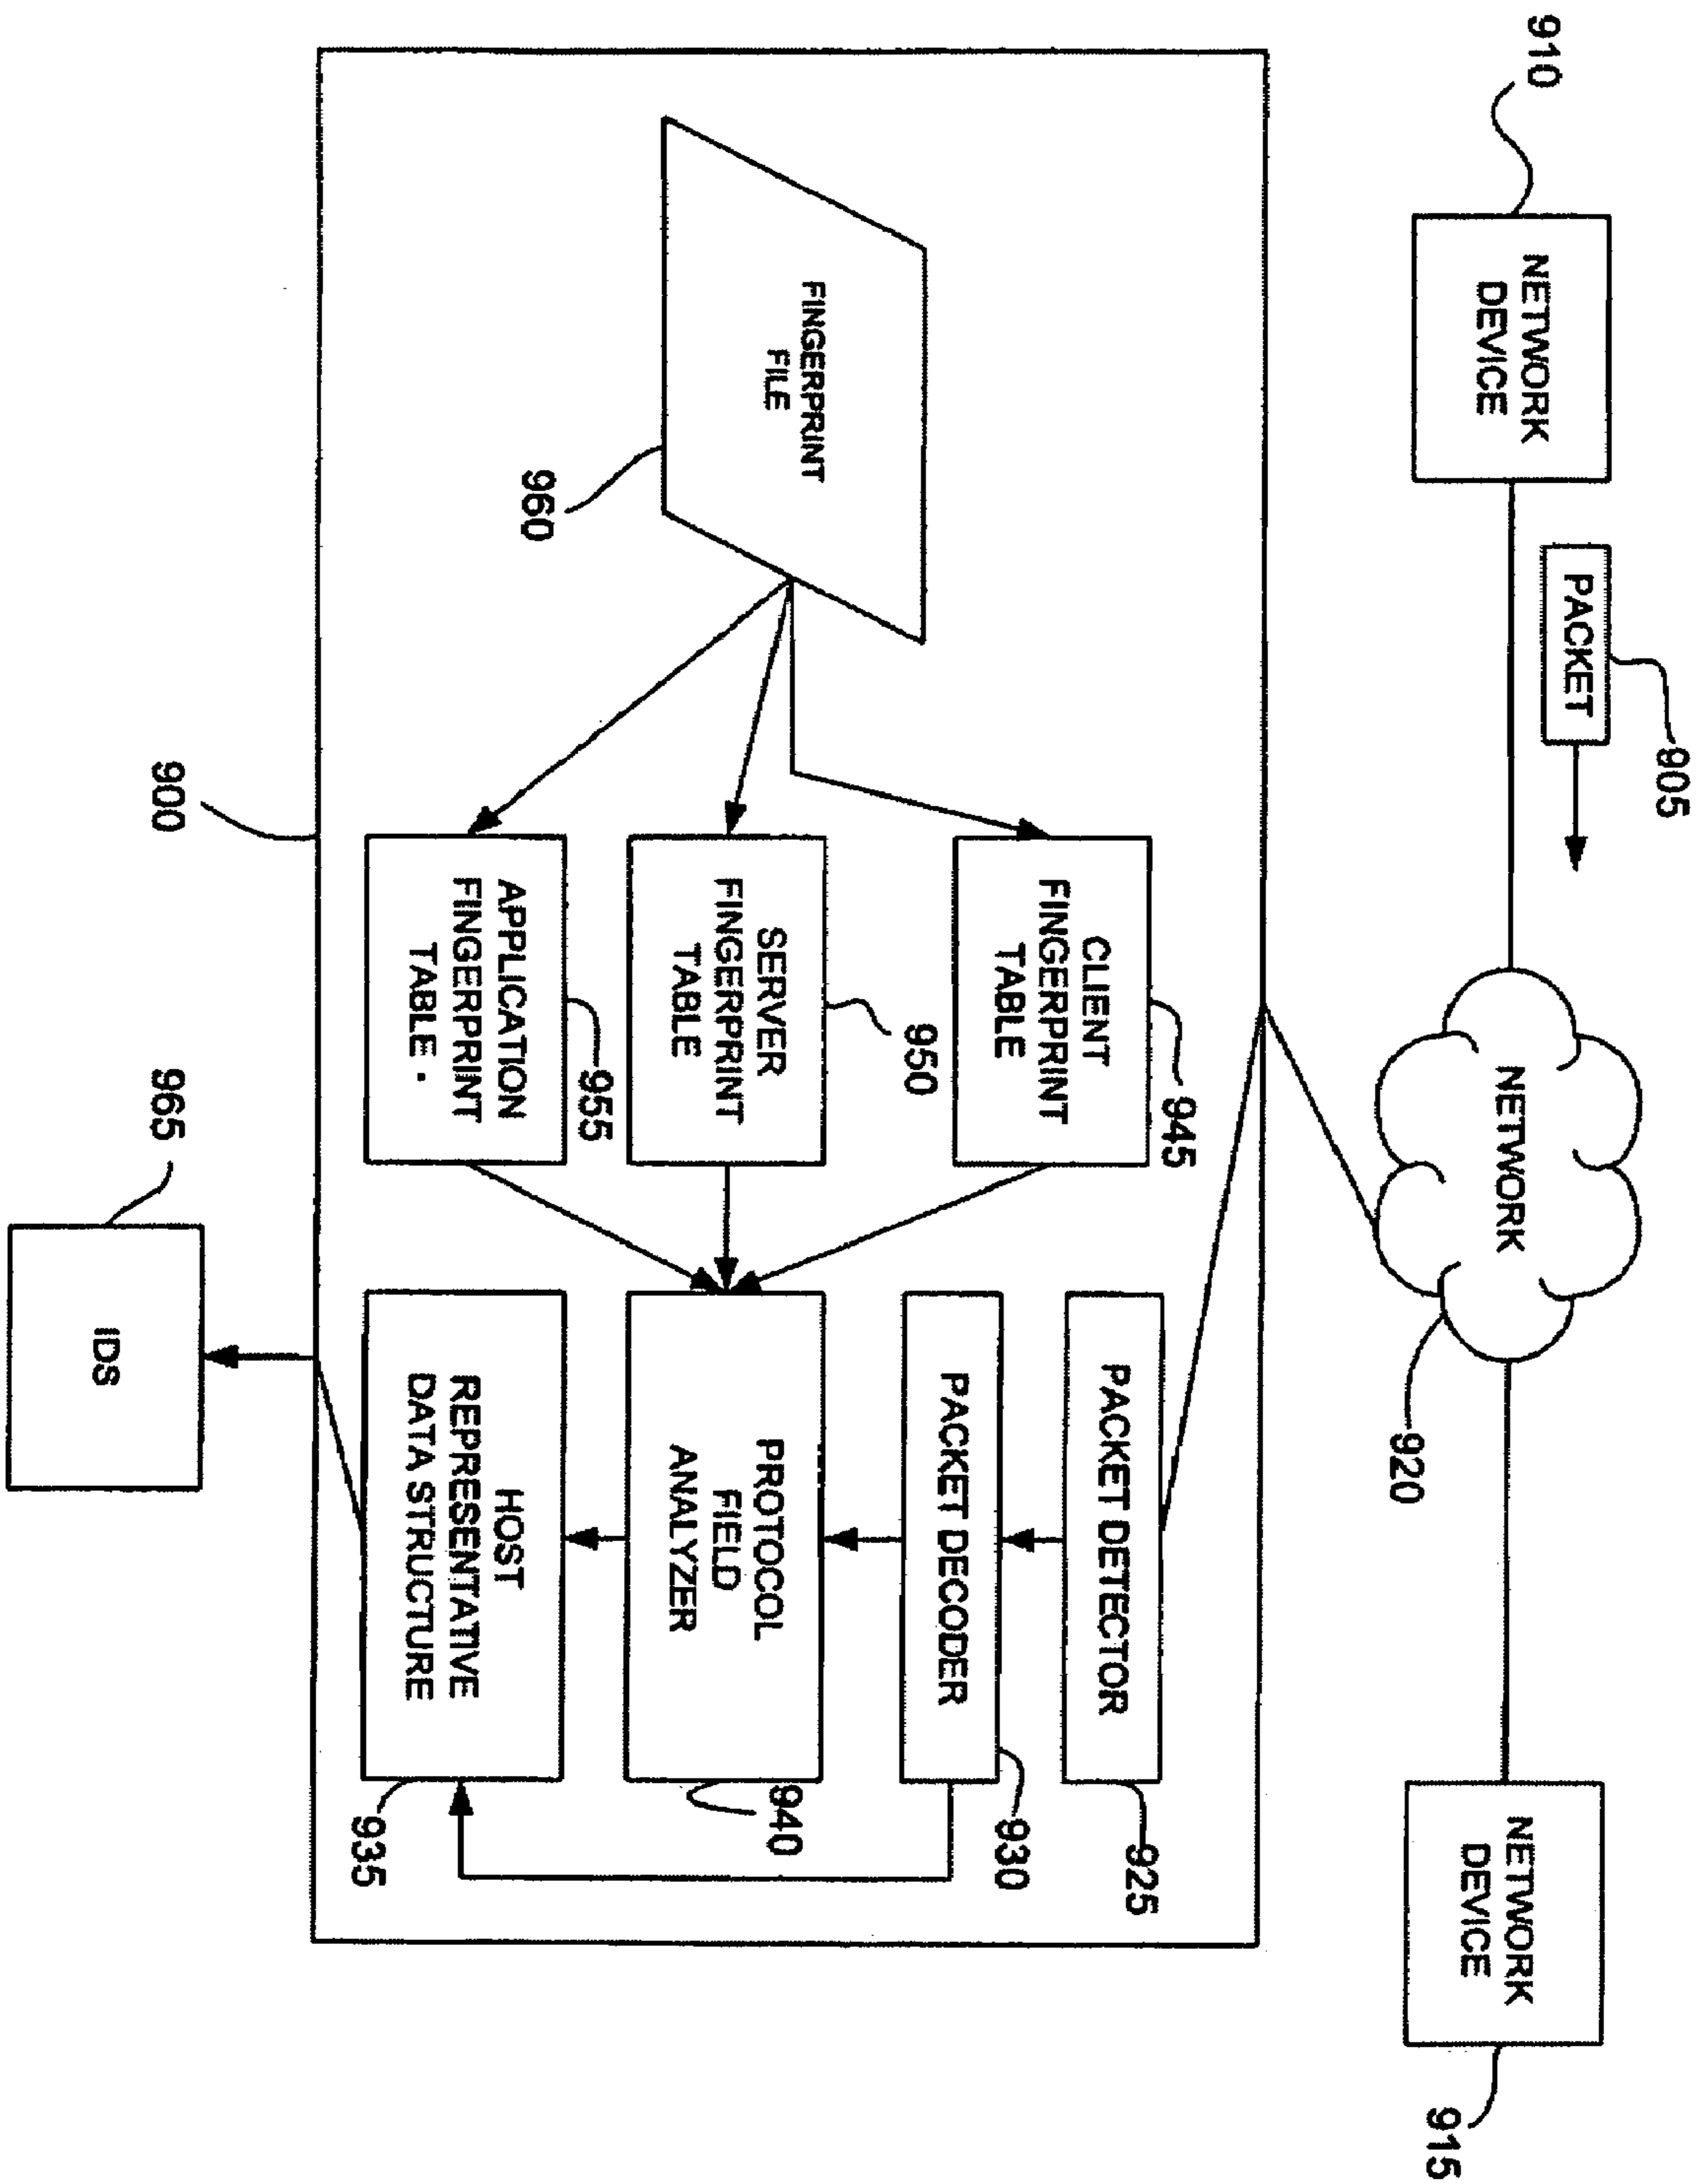 910
NETWORK
DEVICE
PACKET
905
NETWORK
920
NETWORK
DEVICE
915
FINGERPRINT
FILE
960
CLIENT
FINGERPRINT
TABLE
945
SERVER
FINGERPRINT
TABLE
950
APPLICATION
FINGERPRINT
TABLE .
955
PACKET DETECTOR
925
PACKET DECODER
930
PROTOCOL
FIELD
ANALYZER
940
HOST
REPRESENTATIVE
DATA STRUCTURE
935
900
965
IDS